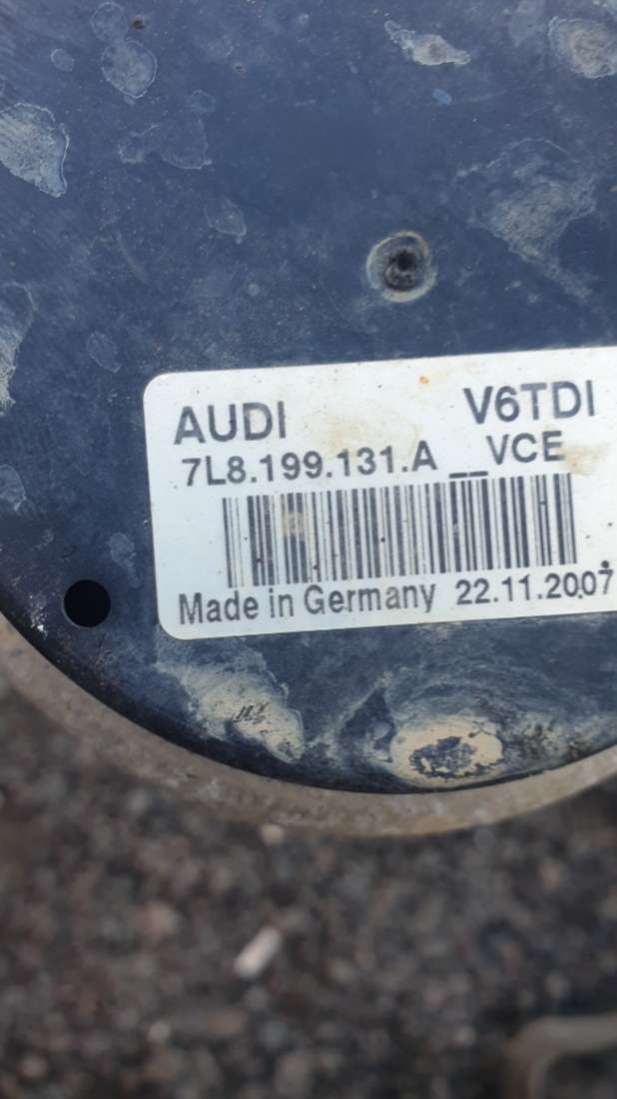 AUDI V6TDI
7L8.199.131.A __VCE
Made in Germany 22.11.2007